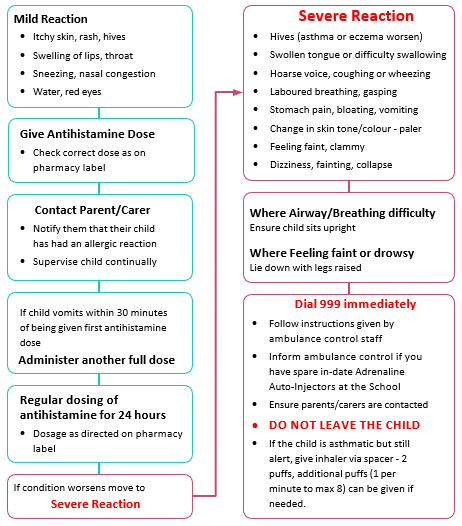 Mild Reaction
• Itchy skin, rash, hives
• Swelling of lips, throat
• Sneezing, nasal congestion
• Water, red eyes
Give Antihistamine Dose
• Check correct dose as on
pharmacy label
Contact Parent/Carer
• Notify them that their child
has had an allergic reaction
• Supervise child continually
If child vomits within 30 minutes
of being given first antihistamine
dose
Administer another full dose
Regular dosing of
antihistamine for 24 hours
• Dosage as directed on pharmacy
label
If condition worsens move to
Severe Reaction
Severe Reaction
• Hives (asthma or eczema worsen)
• Swollen tongue or difficulty swallowing
• Hoarse voice, coughing or wheezing
• Laboured breathing, gasping
• Stomach pain, bloating, vomiting
• Change in skin tone/colour - paler
• Feeling faint, clammy
• Dizziness, fainting, collapse
Where Airway/Breathing difficulty
Ensure child sits upright
Where Feeling faint or drowsy
Lie down with legs raised
Dial 999 immediately
• Follow instructions given by
ambulance control staff
• Inform ambulance control if you
have spare in-date Adrenaline
Auto-Injectors at the School
• Ensure parents/carers are contacted
• DO NOT LEAVE THE CHILD
• If the child is asthmatic but still
alert, give inhaler via spacer - 2
puffs, additional puffs (1 per
minute to max 8) can be given if
needed.